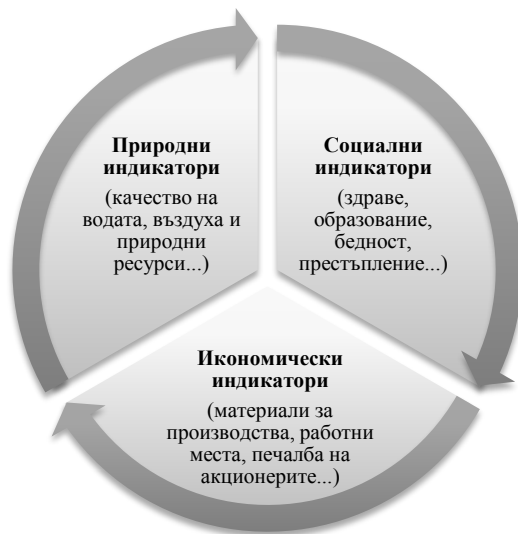 Природни
индикатори
(качество на
водата, въздуха и
природни
ресурси...)
Социални
индикатори
(здраве,
образование,
бедност,
престъпление...)
Икономически
индикатори
(материали за
производства, работни
места, печалба на
акционерите...)